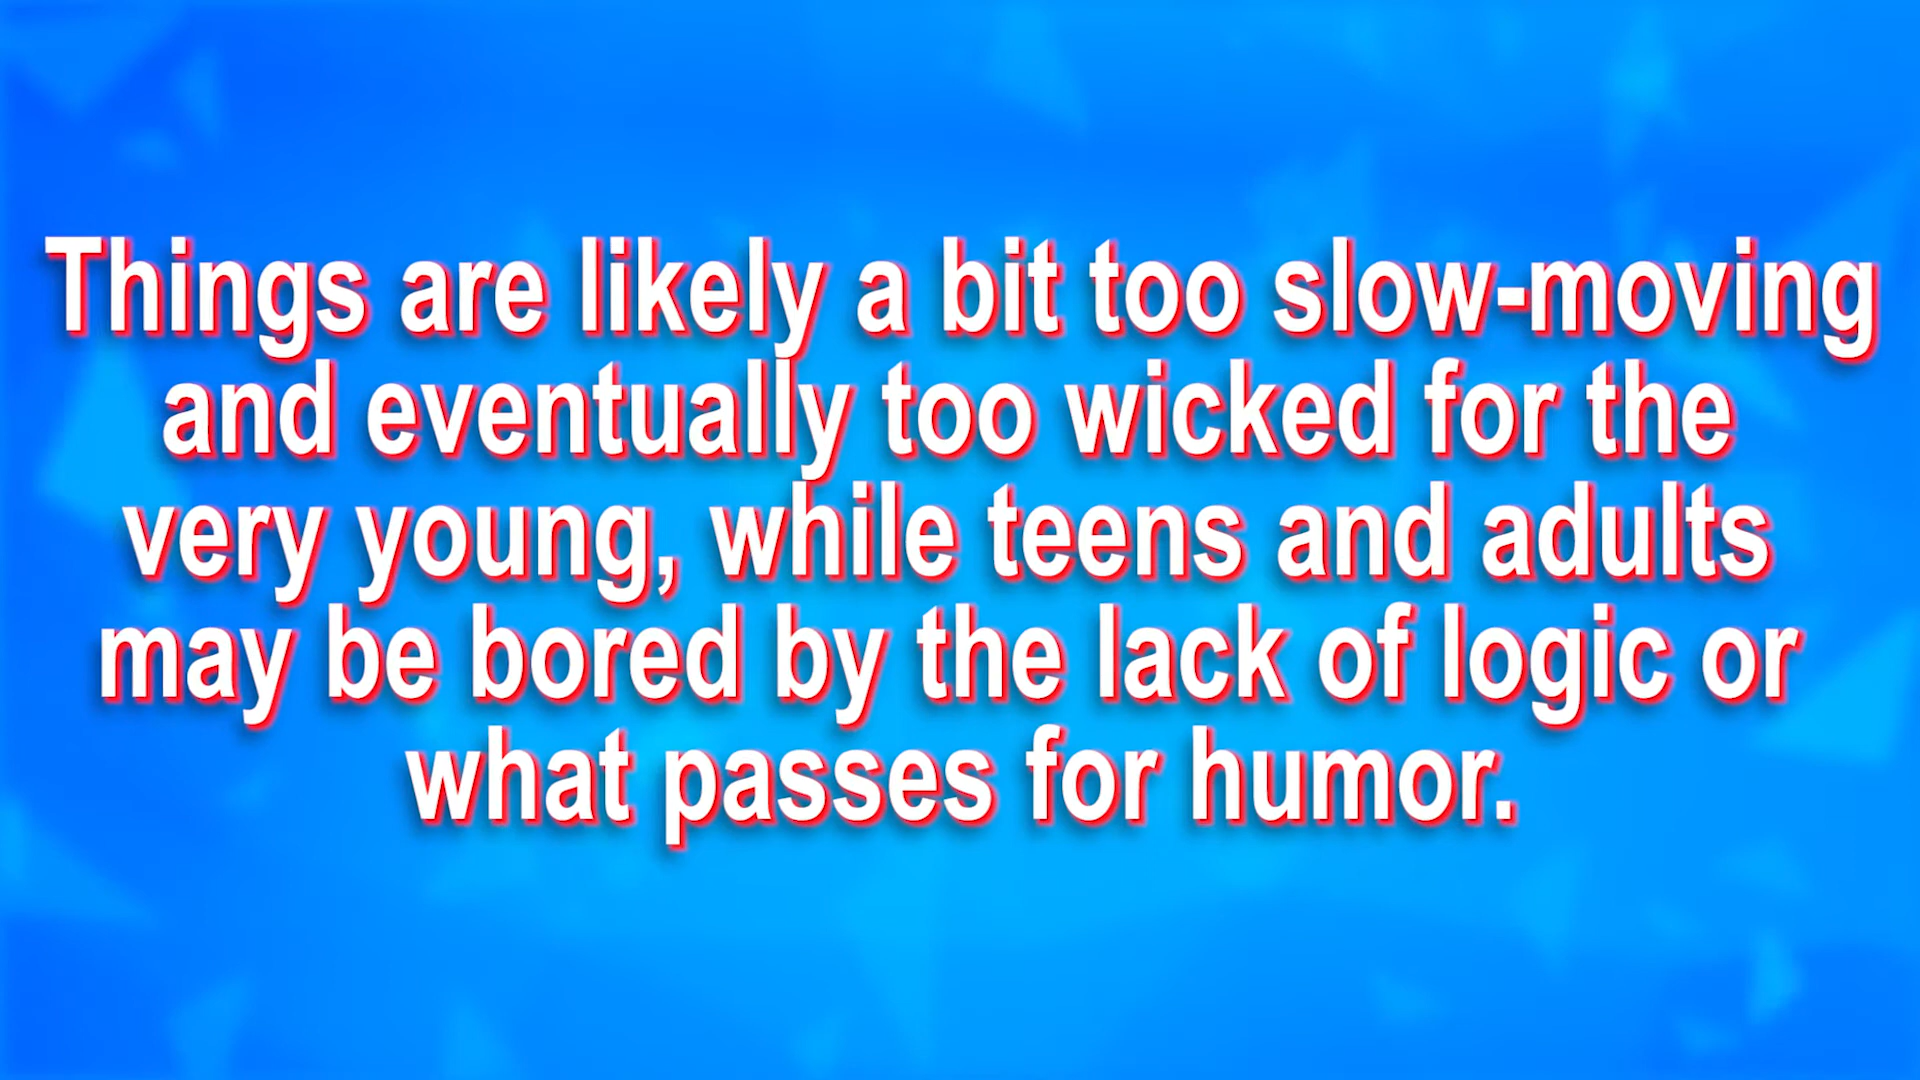 Things are likely a bit too slow-moving
and eventually too wicked for the
very young, while teens and adults
may be bored by the lack of logic or
what passes for humor.